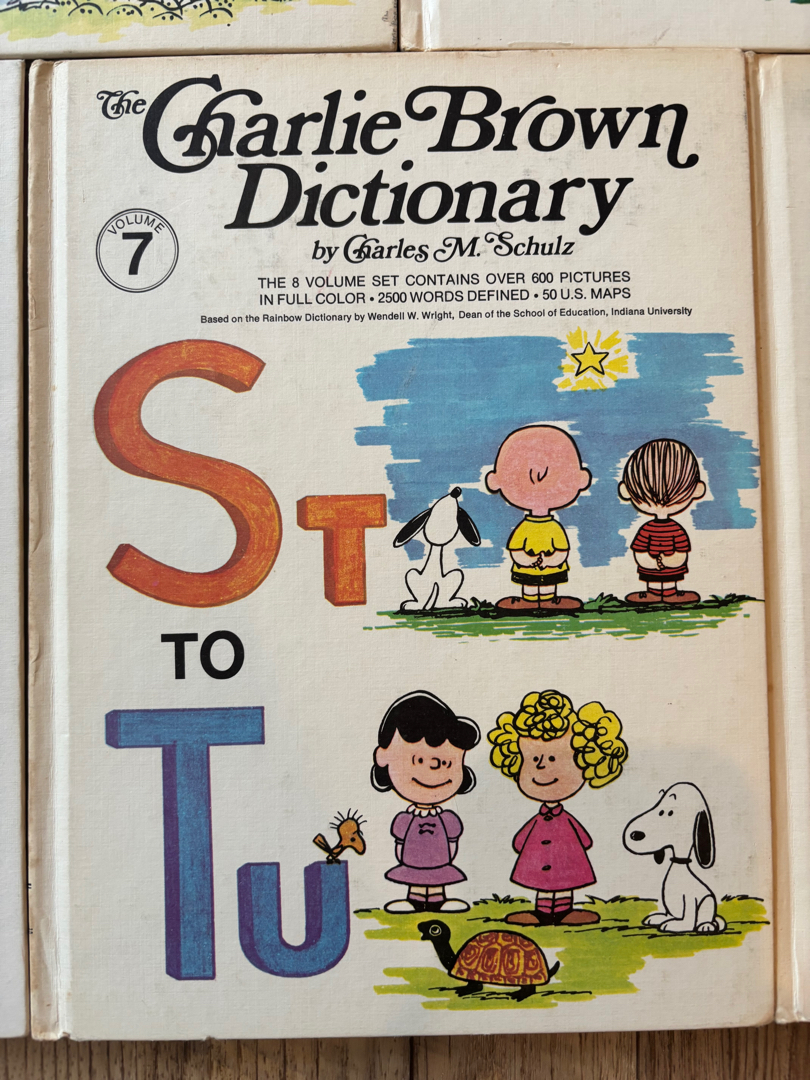 The Charlie Brown
Dictionary
VOLUME
7
by Charles M. Schulz
THE 8 VOLUME SET CONTAINS OVER 600 PICTURES
IN FULL COLOR • 2500 WORDS DEFINED • 50 U.S. MAPS
Based on the Rainbow Dictionary by Wendell W. Wright, Dean of the School of Education, Indiana University
ST
TO
TU